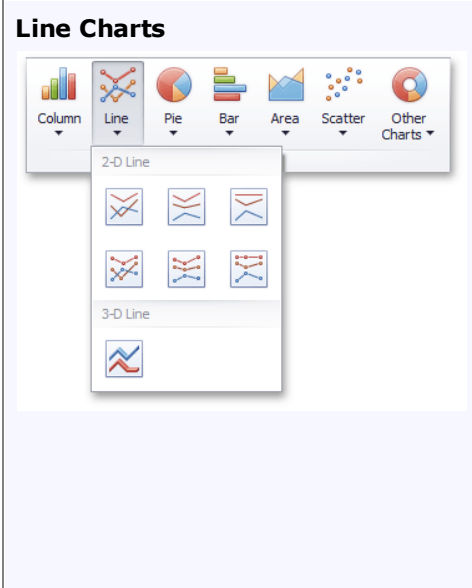 Line Charts
Column Line Pie Bar Area Scatter Other
Charts
2-D Line
3-D Line